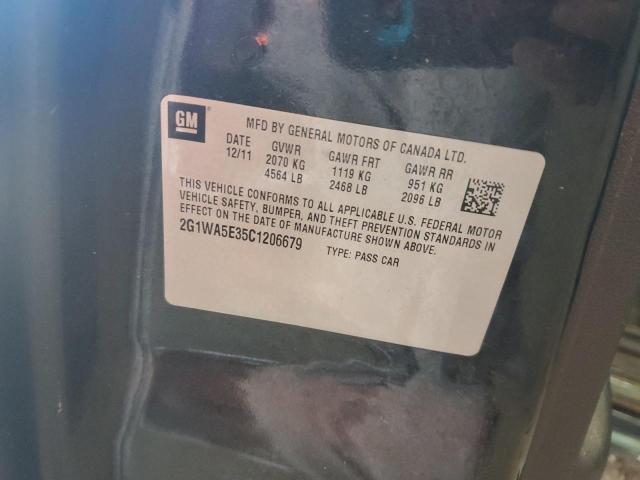 GM
MFD BY GENERAL MOTORS OF CANADA LTD.
DATE GVWR GAWR FRT GAWR RR
12/11 2070 KG 1119 KG 951 KG
4564 LB 2468 LB 2096 LB
THIS VEHICLE CONFORMS TO ALL APPLICABLE U.S. FEDERAL MOTOR
VEHICLE SAFETY, BUMPER, AND THEFT PREVENTION STANDARDS IN
EFFECT ON THE DATE OF MANUFACTURE SHOWN ABOVE.
2G1WA5E35C1206679 TYPE: PASS CAR